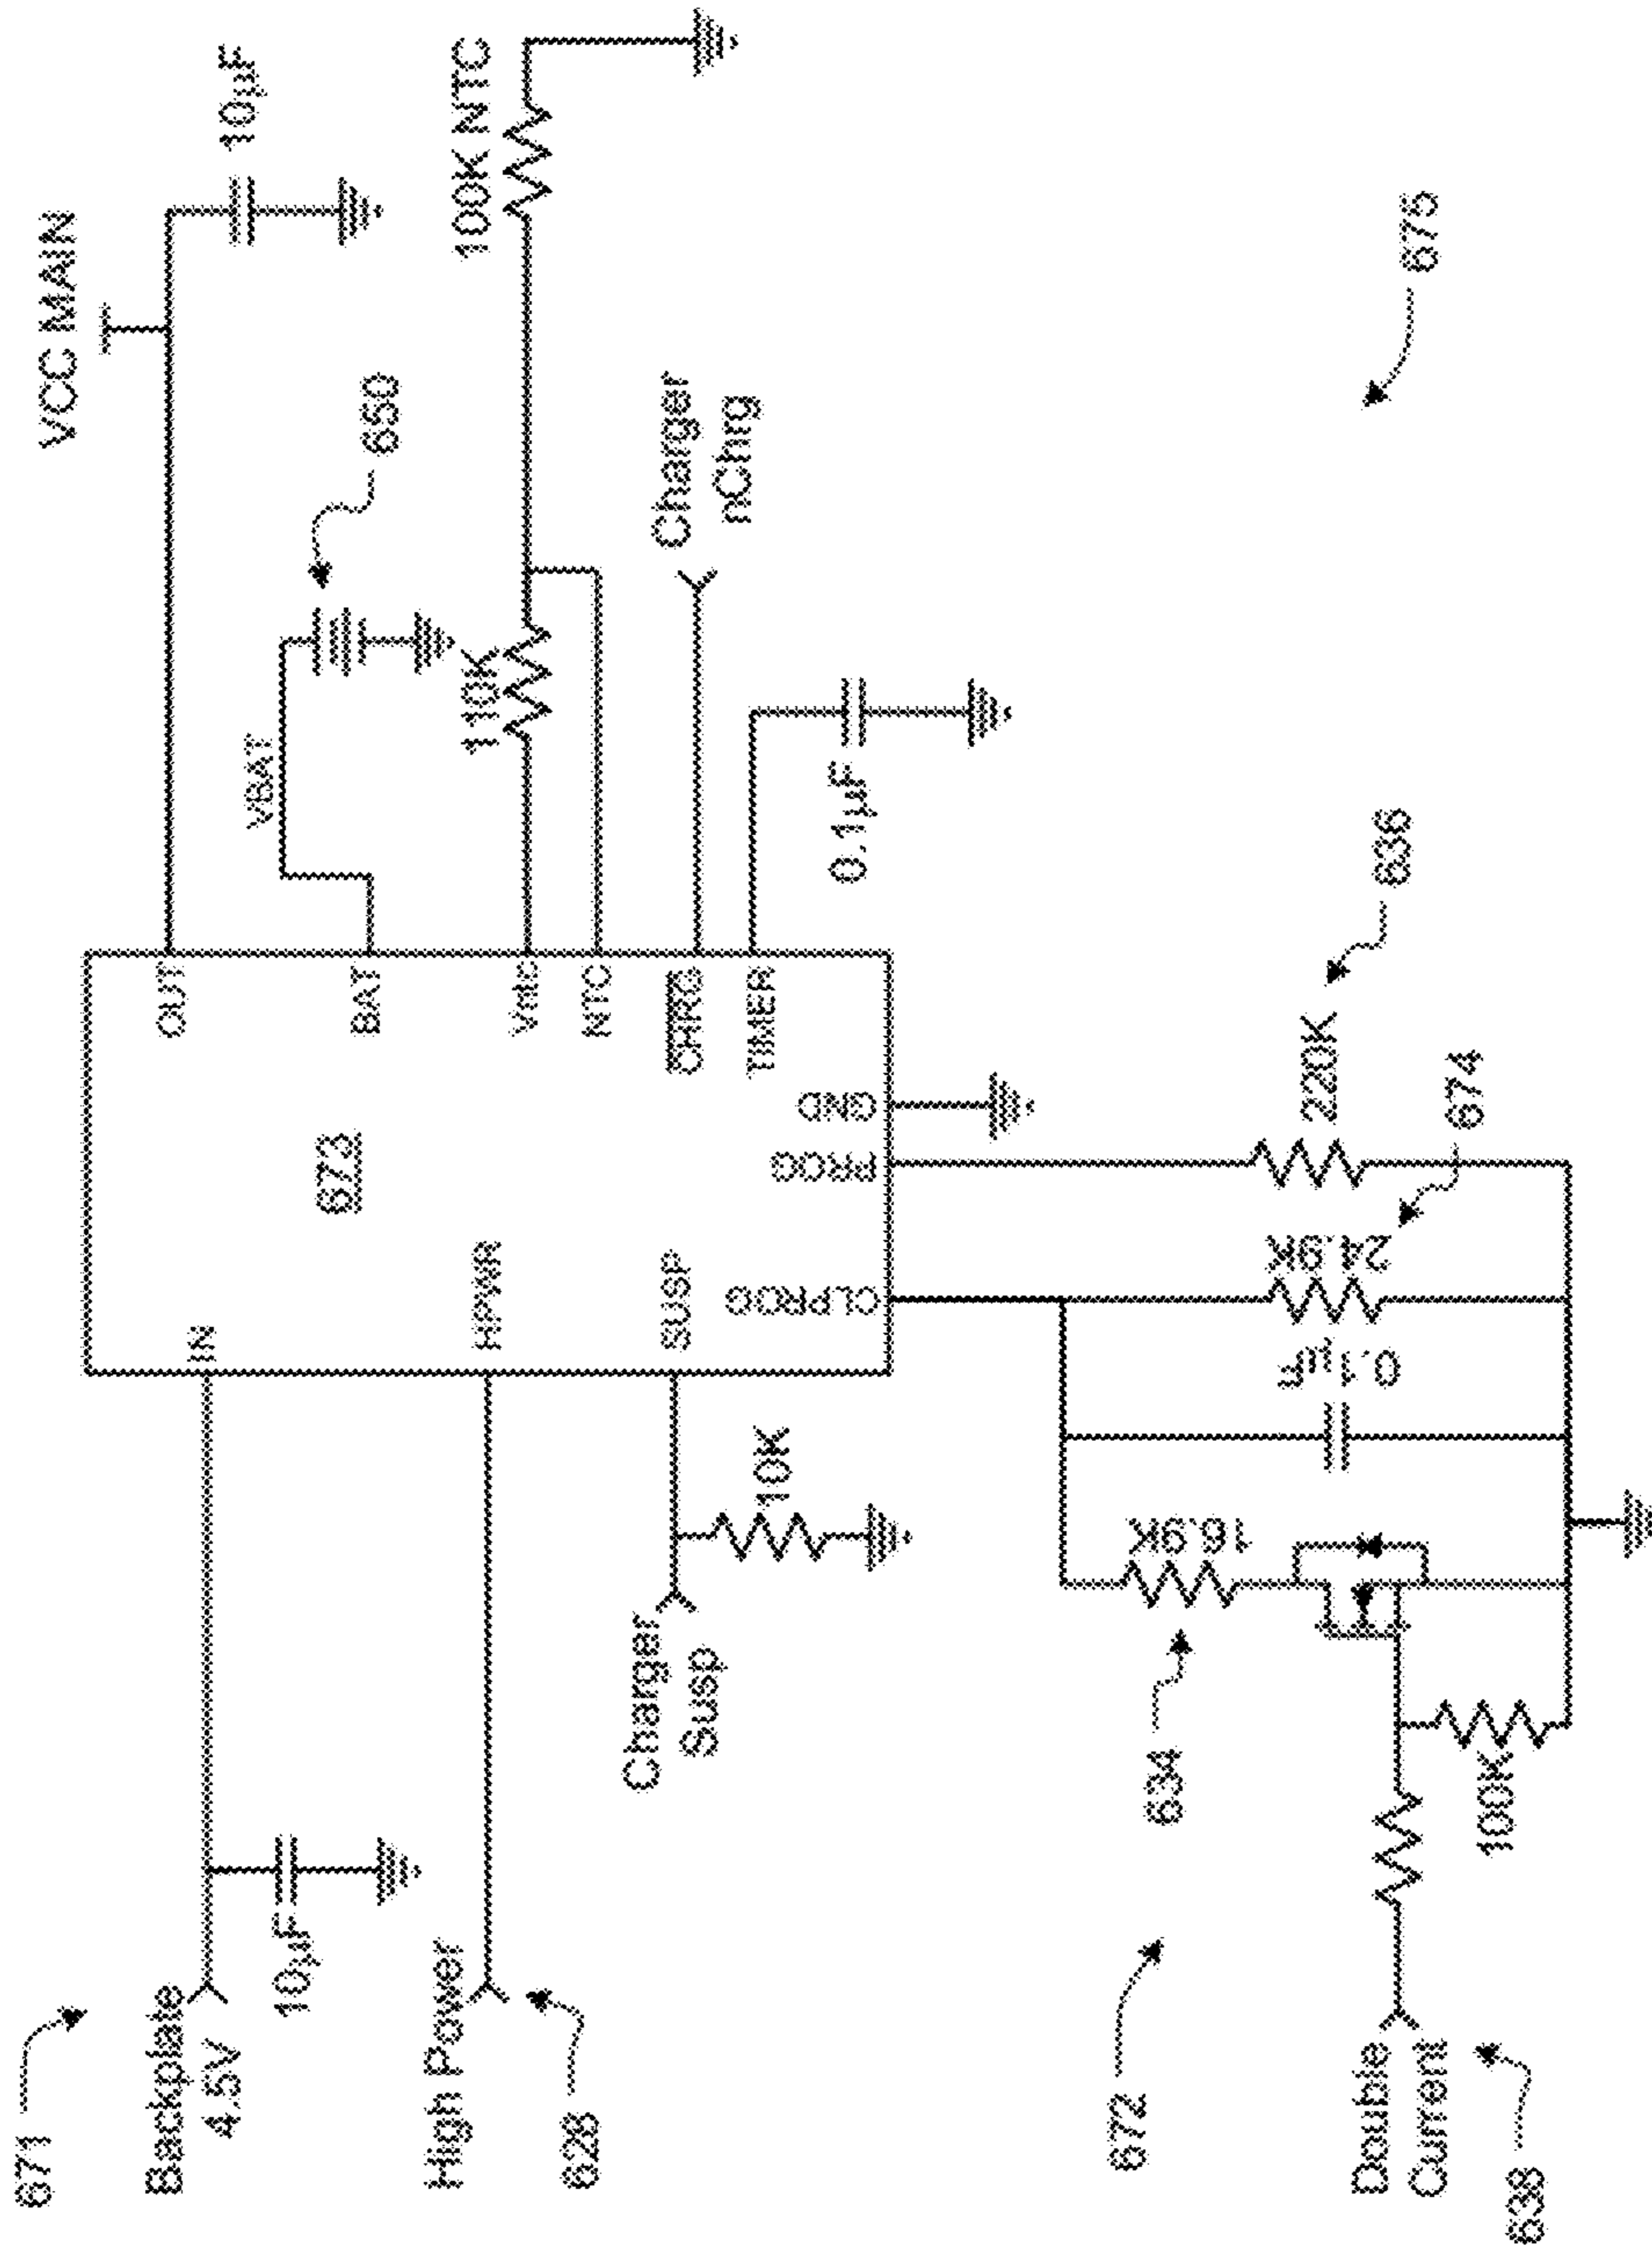 671
Backplate
4.5V
10µF
High Power
628
Charger
Susp
10K
IN
HPWR
SUSP
673
OUT
BAT
Vntc
NTC
CHRG
TIMER
GND
PROG
CLPROG
VCC MAIN
10µF
VBAT
650
110K
100K NTC
Charger
nChrg
0.1µF
675
672
634
16.9K
0.1µF
24.9K
674
220K
636
Double
Current
638
100K